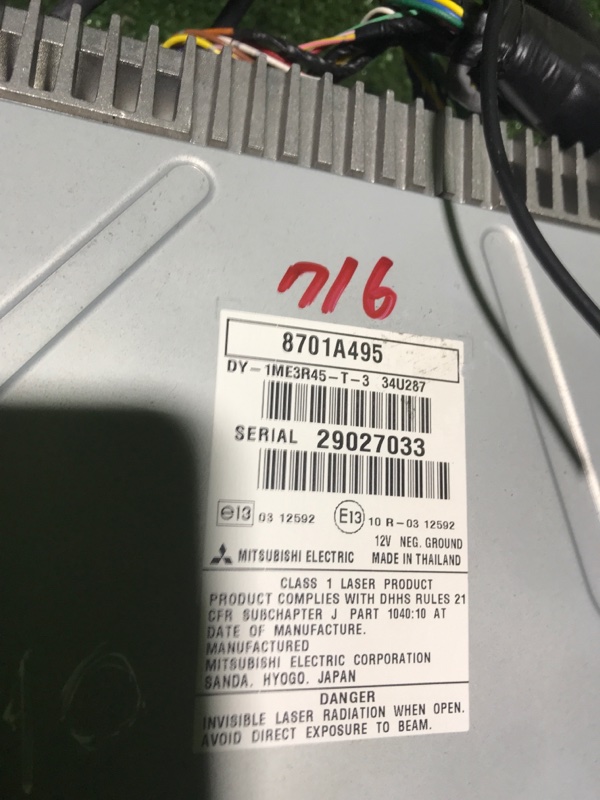 716
8701A495
DY-1ME3R45-T-3 34U287
SERIAL 29027033
e13 03 12592 E13 10 R-03 12592
12V NEG. GROUND
MITSUBISHI ELECTRIC MADE IN THAILAND
CLASS 1 LASER PRODUCT
PRODUCT COMPLIES WITH DHHS RULES 21
CFR SUBCHAPTER J PART 1040:10 AT
DATE OF MANUFACTURE.
MANUFACTURED
MITSUBISHI ELECTRIC CORPORATION
SANDA, HYOGO, JAPAN
DANGER
INVISIBLE LASER RADIATION WHEN OPEN.
AVOID DIRECT EXPOSURE TO BEAM.